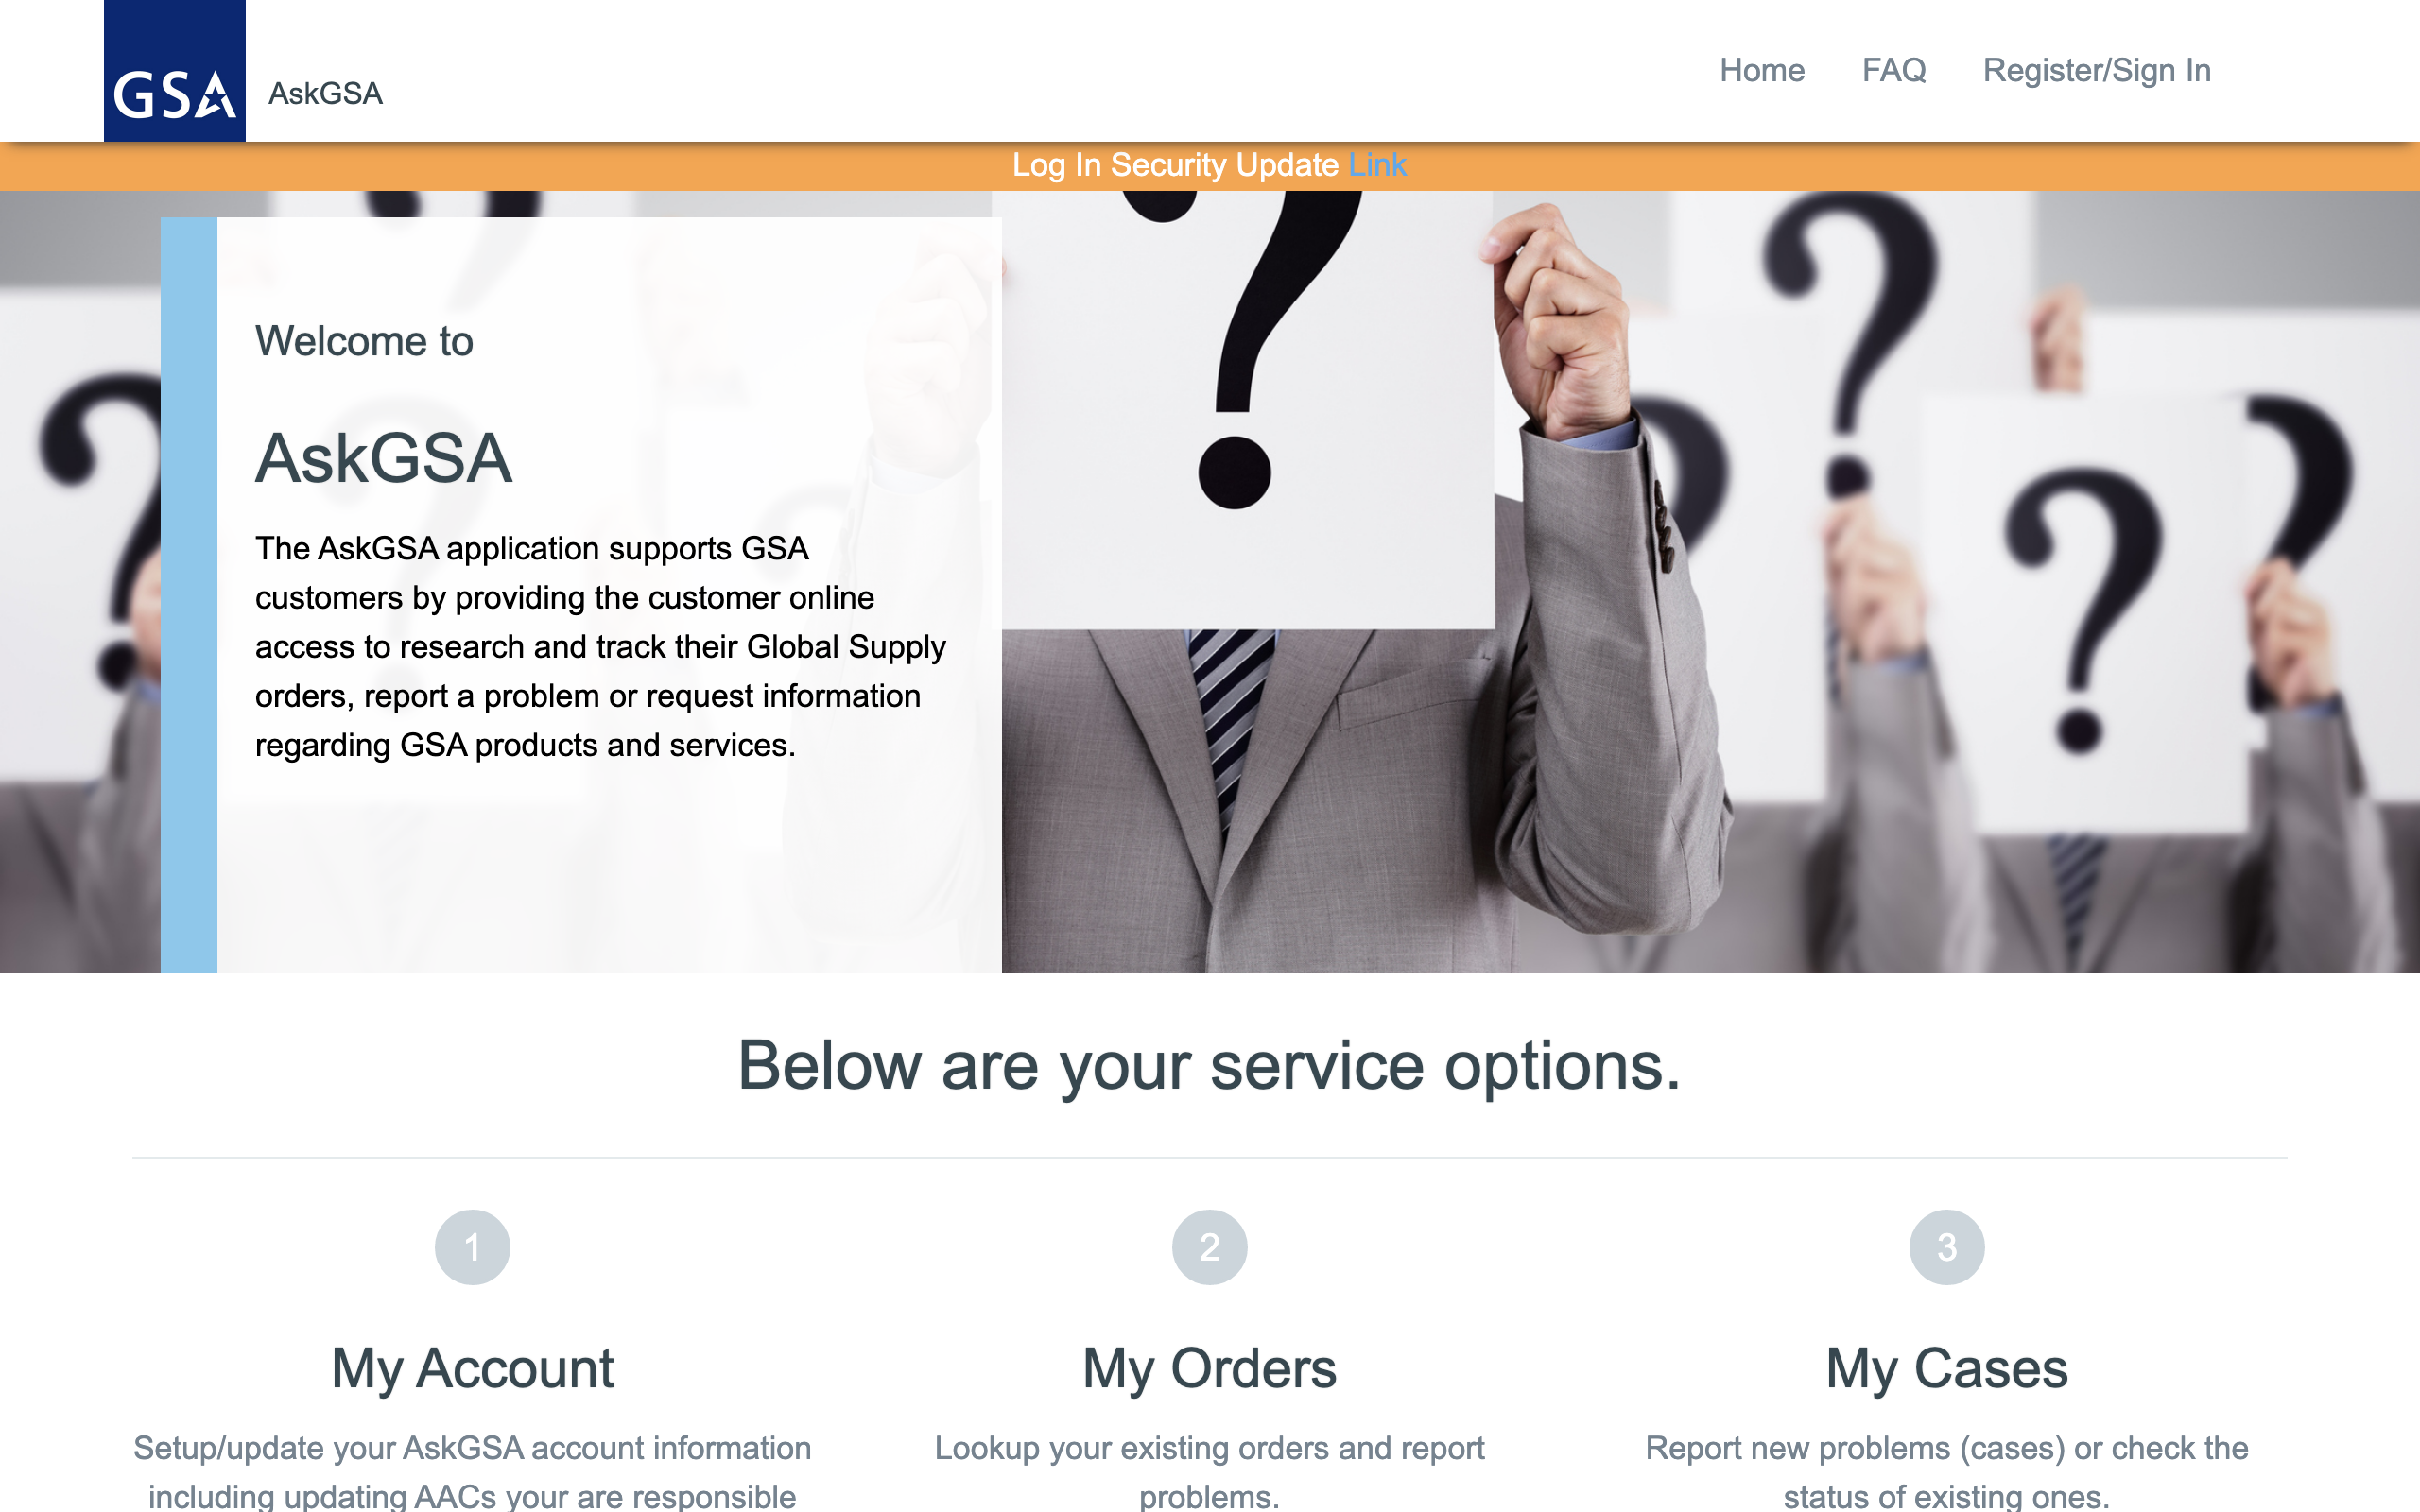 GSA
AskGSA
Home
FAQ
Register/Sign In
Log In Security Update Link
?
?
?
?
?
?
?
Welcome to
AskGSA
The AskGSA application supports GSA
customers by providing the customer online
access to research and track their Global Supply
orders, report a problem or request information
regarding GSA products and services.
Below are your service options.
1
My Account
Setup/update your AskGSA account information
including updating AACs your are responsible
2
My Orders
Lookup your existing orders and report
problems.
3
My Cases
Report new problems (cases) or check the
status of existing ones.